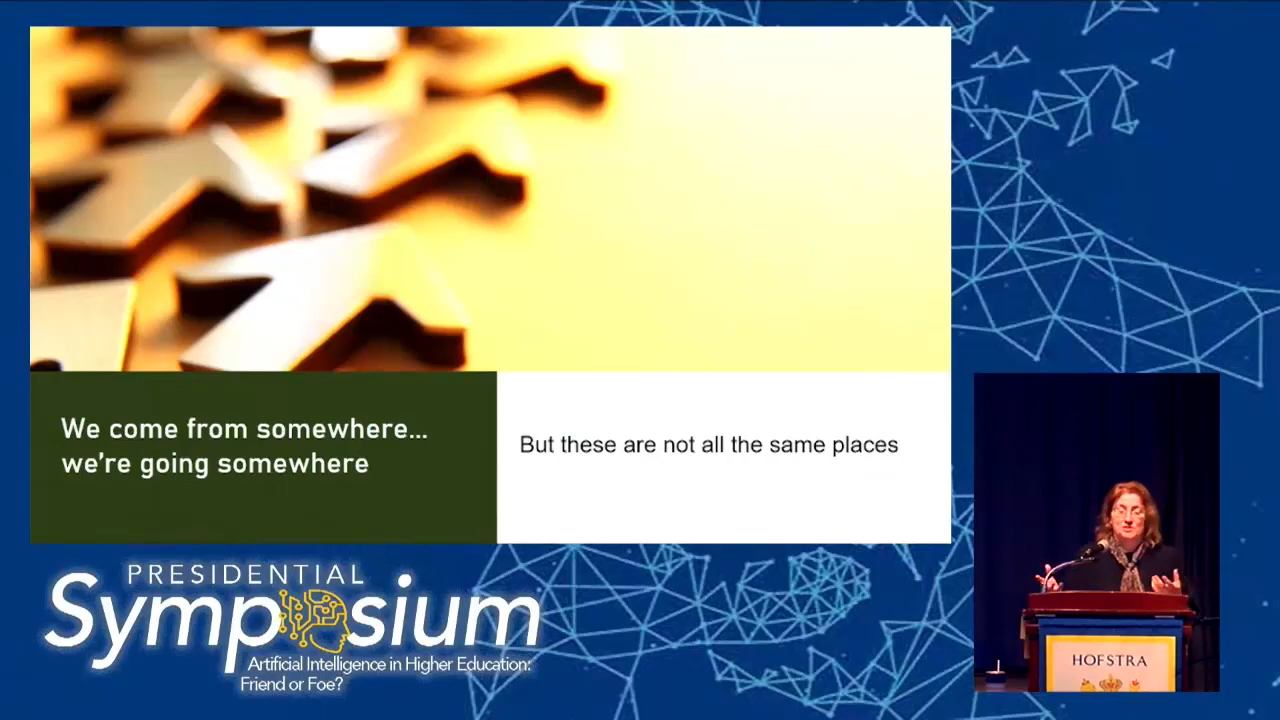 We come from somewhere...
we're going somewhere
But these are not all the same places
PRESIDENTIAL
Symposium
Artificial Intelligence in Higher Education:
Friend or Foe?
HOFSTRA